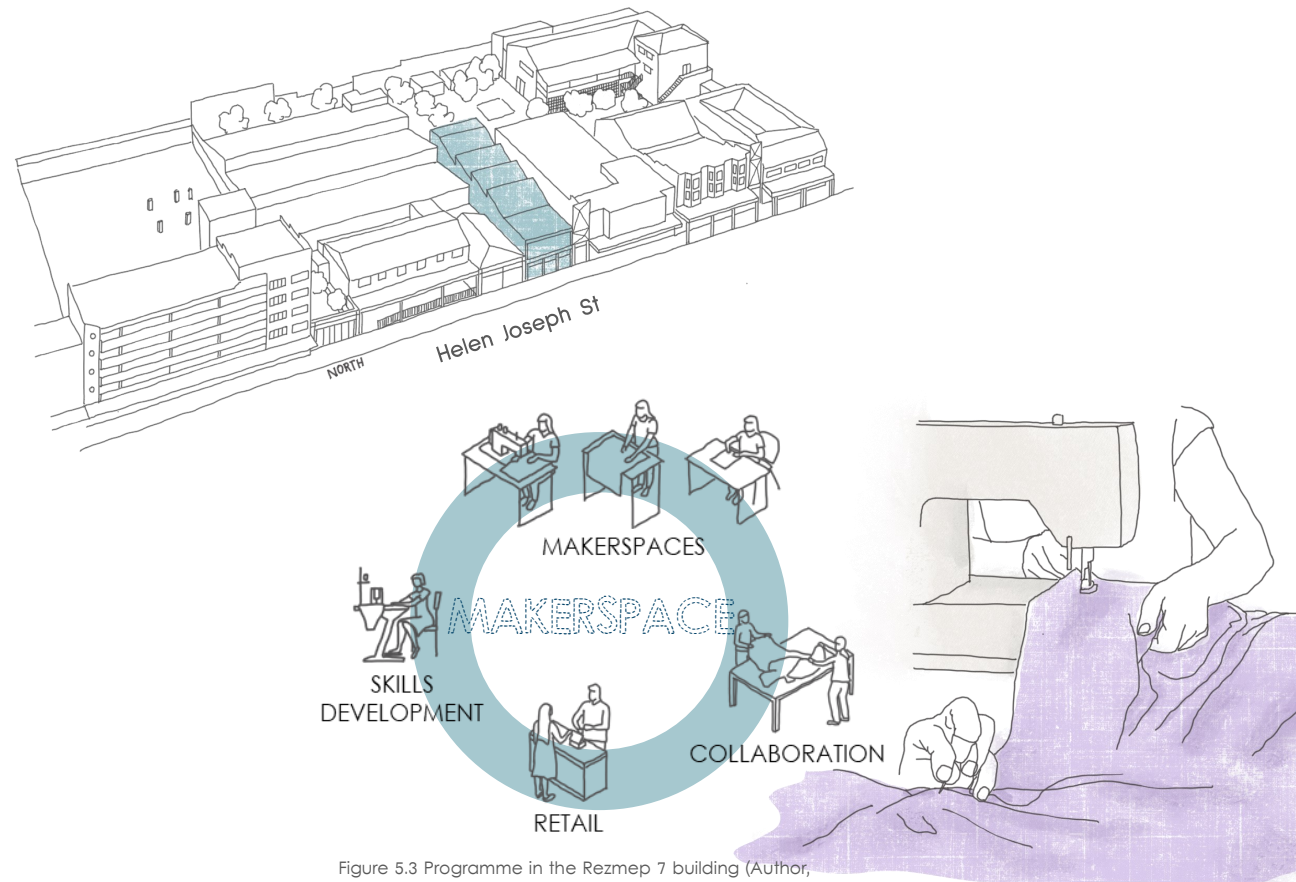 Helen Joseph St
NORTH
MAKERSPACES
MAKERSPACE
SKILLS
DEVELOPMENT
COLLABORATION
RETAIL
Figure 5.3 Programme in the Rezmep 7 building (Author,